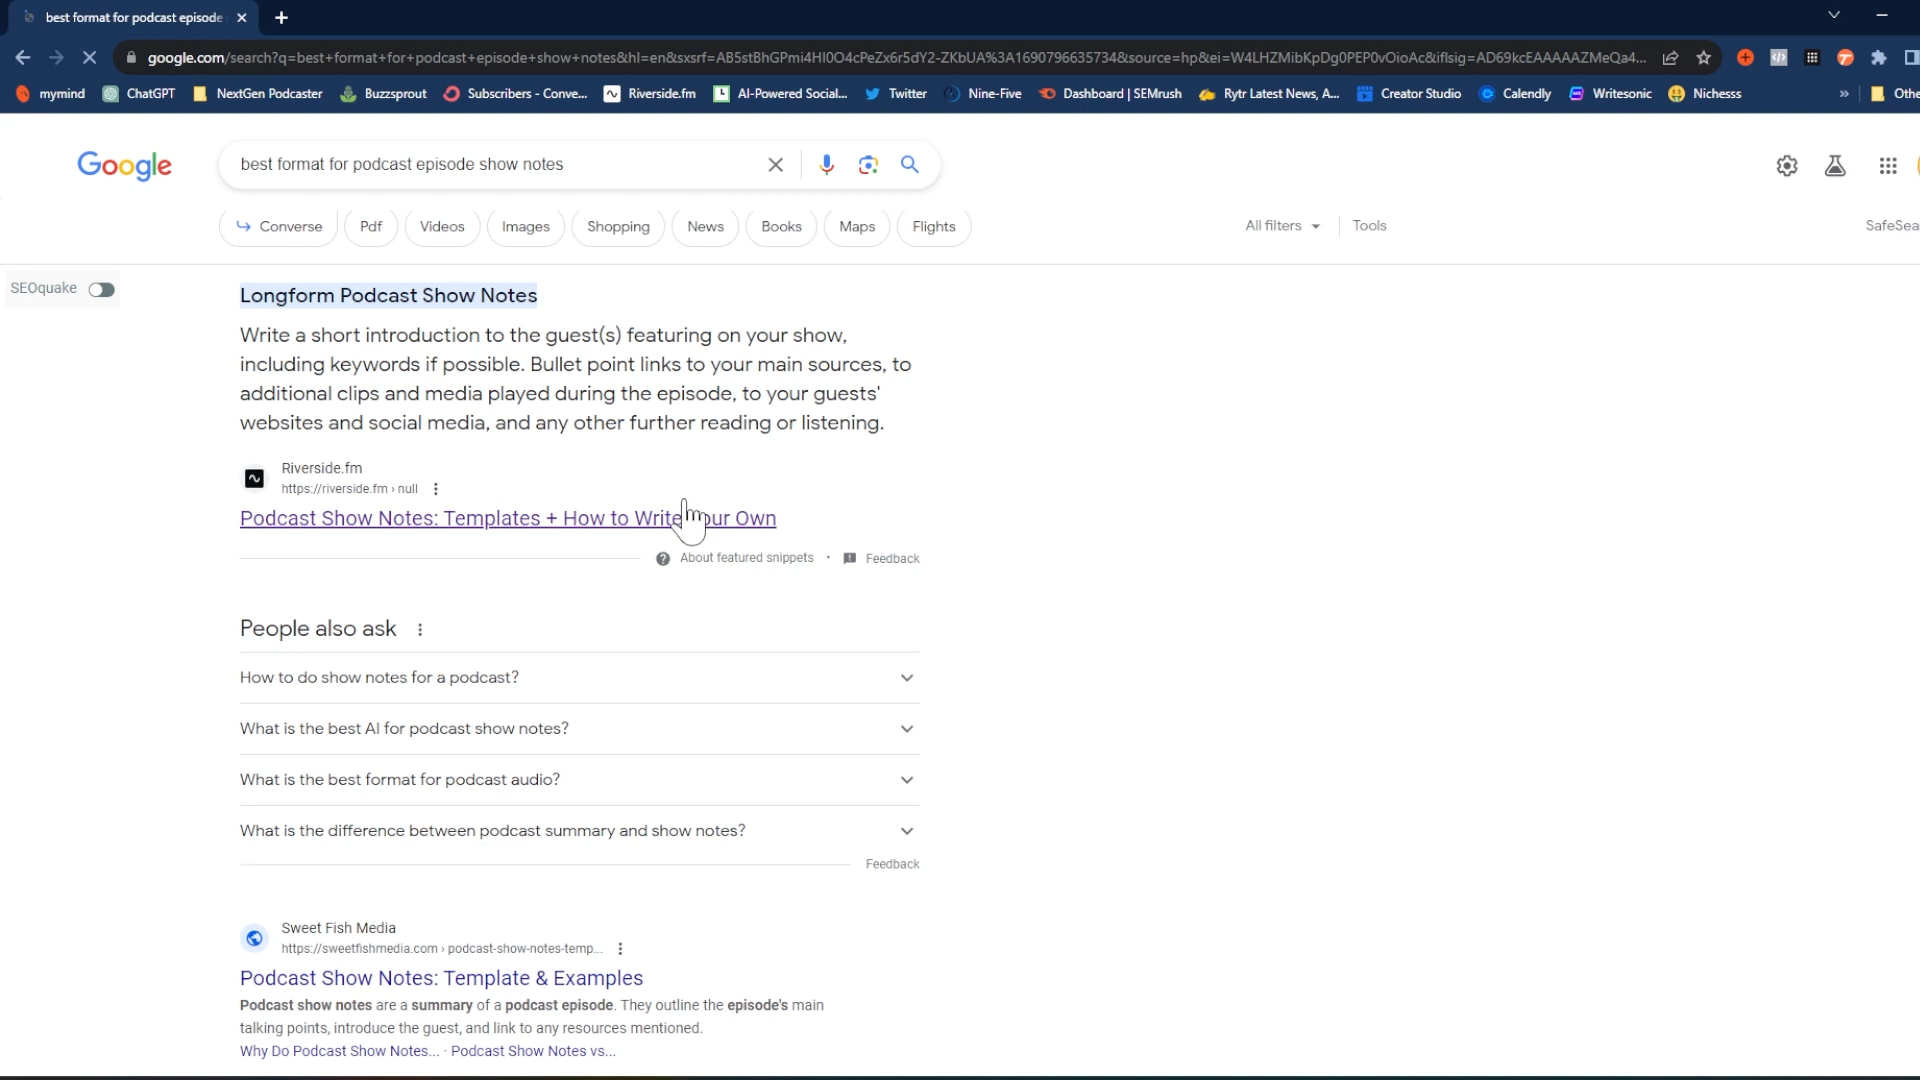 best format for podcast episode
google.com/search?q=best+format+for+podcast+episode+show+notes&hl=en&sxsrf=AB5stBhGPmi4HI0O4cPeZx6r5dY2-ZKbUA%3A1690796635734&source=hp&ei=W4LHZMibKpDg0PEP0vOioAc&iflsig=AD69kcEAAAAAZMeQa4...
mymind ChatGPT NextGen Podcaster Buzzsprout Subscribers - Conve... Riverside.fm AI-Powered Social... Twitter Nine-Five Dashboard | SEMrush Rytr Latest News, A... Creator Studio Calendly Writesonic Nichesss » Othe
Google best format for podcast episode show notes
Converse Pdf Videos Images Shopping News Books Maps Flights All filters Tools SafeSea
SEOquake
Longform Podcast Show Notes
Write a short introduction to the guest(s) featuring on your show,
including keywords if possible. Bullet point links to your main sources, to
additional clips and media played during the episode, to your guests'
websites and social media, and any other further reading or listening.
Riverside.fm
https://riverside.fm › null
Podcast Show Notes: Templates + How to Write our Own
About featured snippets • Feedback
People also ask
How to do show notes for a podcast?
What is the best AI for podcast show notes?
What is the best format for podcast audio?
What is the difference between podcast summary and show notes?
Feedback
Sweet Fish Media
https://sweetfishmedia.com › podcast-show-notes-temp...
Podcast Show Notes: Template & Examples
Podcast show notes are a summary of a podcast episode. They outline the episode's main
talking points, introduce the guest, and link to any resources mentioned.
Why Do Podcast Show Notes... · Podcast Show Notes vs...